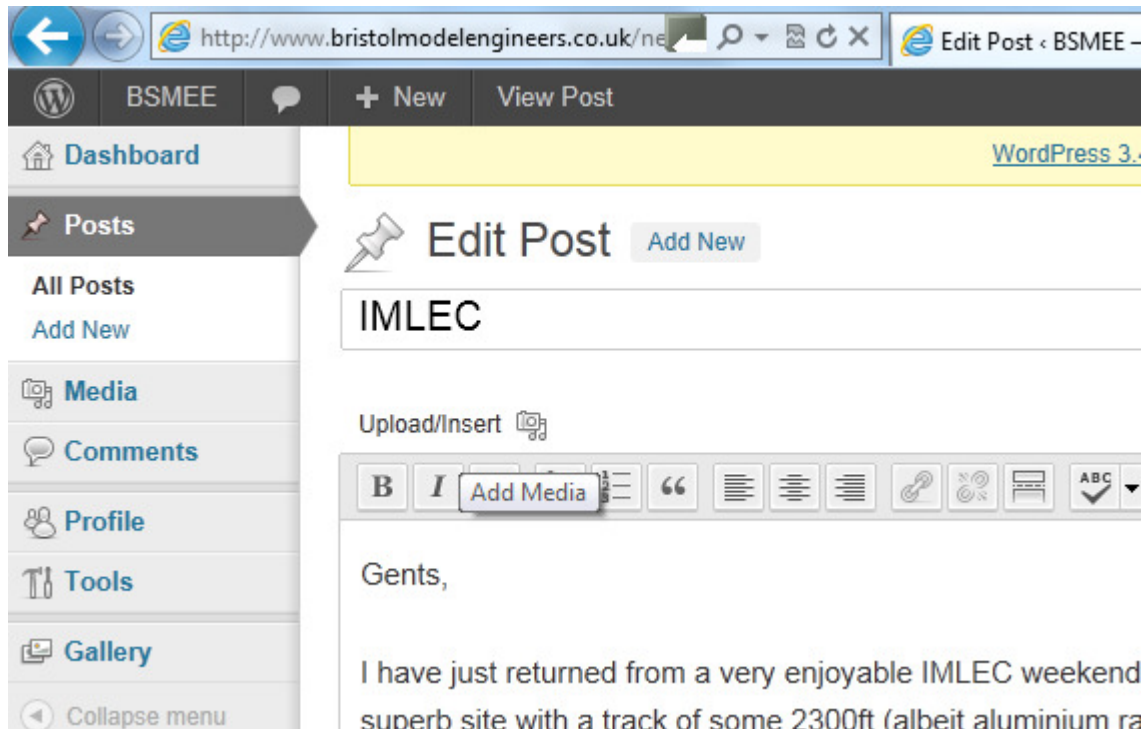 http://www.bristolmodelengineers.co.uk/ne
Edit Post ‹ BSMEE –
BSMEE
+ New
View Post
Dashboard
WordPress 3.4
Posts
Edit Post
Add New
All Posts
Add New
IMLEC
Media
Upload/Insert
Comments
B I
Add Media
ABC
Profile
Tools
Gents,
Gallery
I have just returned from a very enjoyable IMLEC weekend
Collapse menu
superb site with a track of some 2300ft (albeit aluminium ra